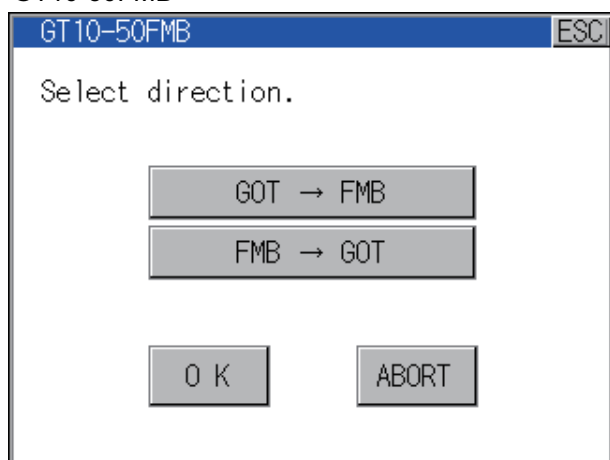 GT10-50FMB ESC
Select direction.
GOT → FMB
FMB → GOT
O K ABORT